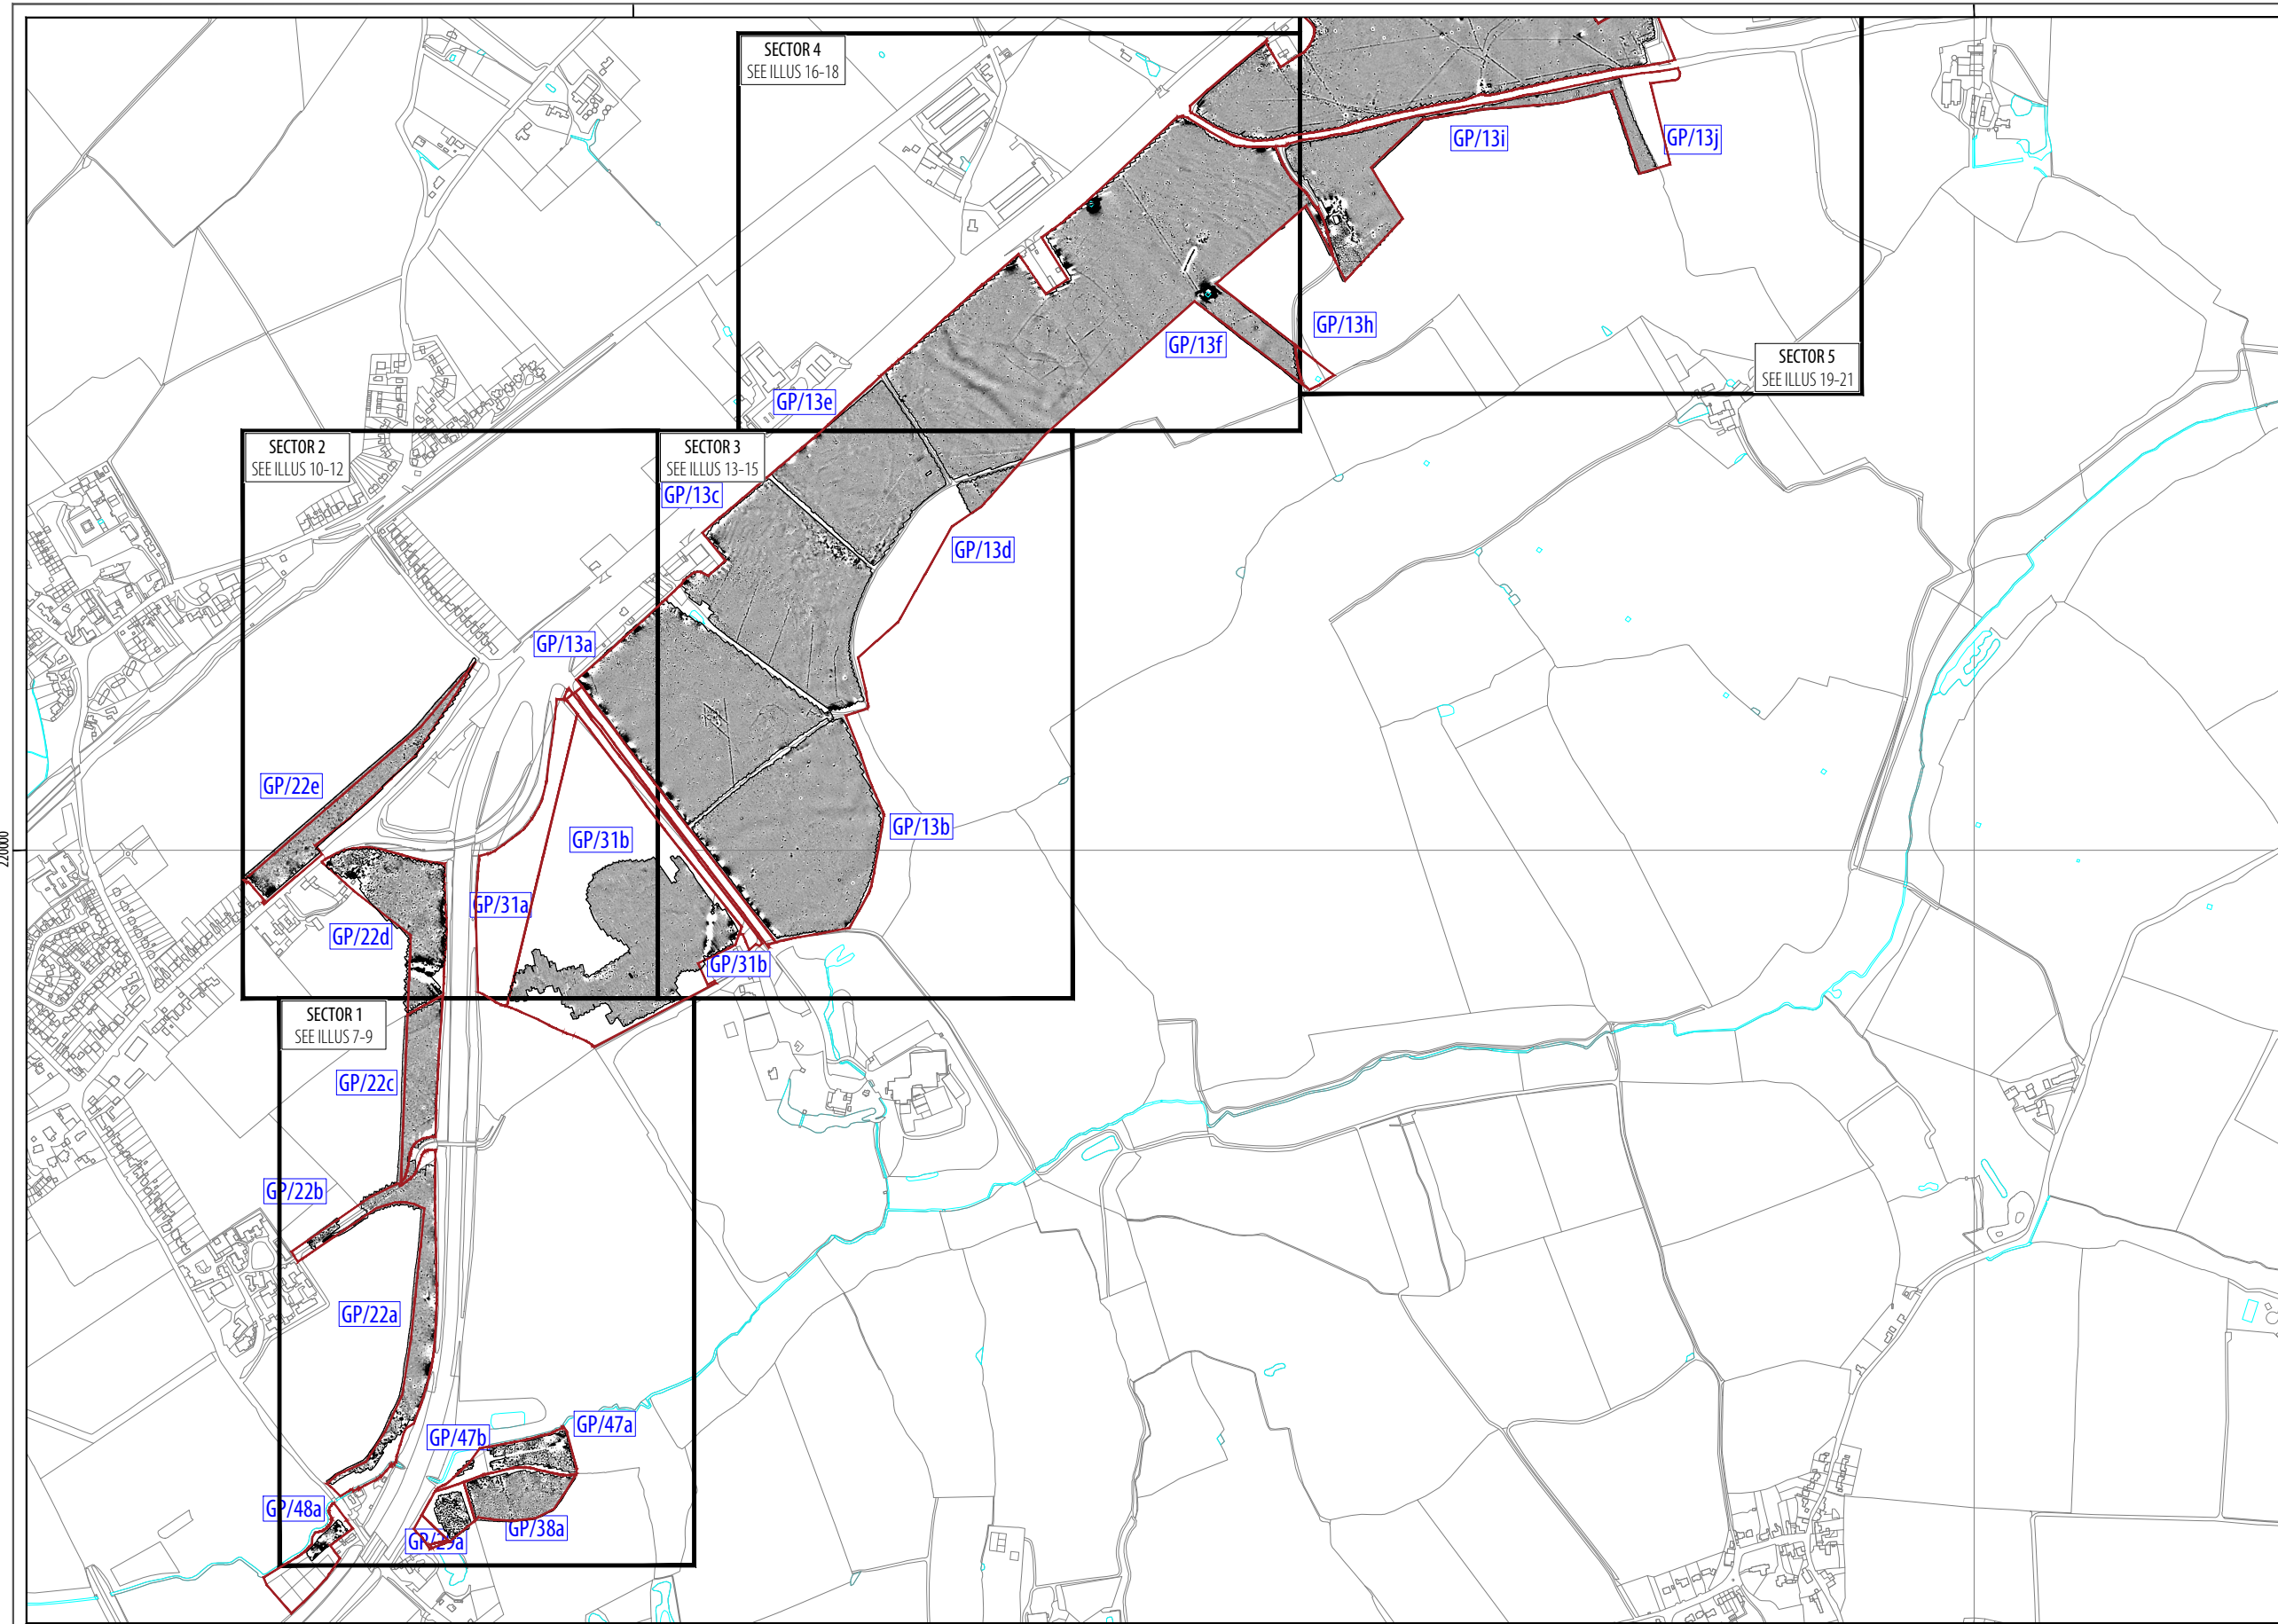 SECTOR 4
SEE ILLUS 16-18
GP/13i
GP/13j
GP/13h
GP/13f
SECTOR 5
SEE ILLUS 19-21
GP/13e
SECTOR 2
SEE ILLUS 10-12
SECTOR 3
SEE ILLUS 13-15
GP/13c
GP/13d
GP/13a
GP/22e
GP/13b
GP/31b
220000
GP/31a
GP/22d
GP/31b
SECTOR 1
SEE ILLUS 7-9
GP/22c
GP/22b
GP/22a
GP/47a
GP/47b
GP/48a
GP/38a
GP/29a